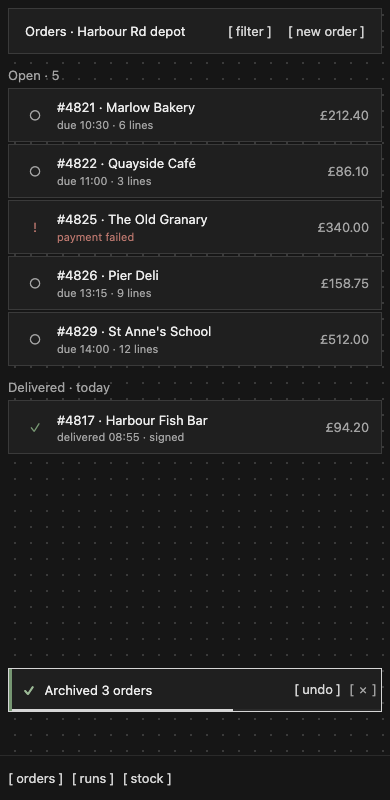 Orders · Harbour Rd depot [ filter ] [ new order ]
Open · 5
#4821 · Marlow Bakery £212.40
due 10:30 · 6 lines
#4822 · Quayside Café £86.10
due 11:00 · 3 lines
! #4825 · The Old Granary £340.00
payment failed
#4826 · Pier Deli £158.75
due 13:15 · 9 lines
#4829 · St Anne's School £512.00
due 14:00 · 12 lines
Delivered · today
✓ #4817 · Harbour Fish Bar £94.20
delivered 08:55 · signed
✓ Archived 3 orders [ undo ] [ × ]
[ orders ] [ runs ] [ stock ]